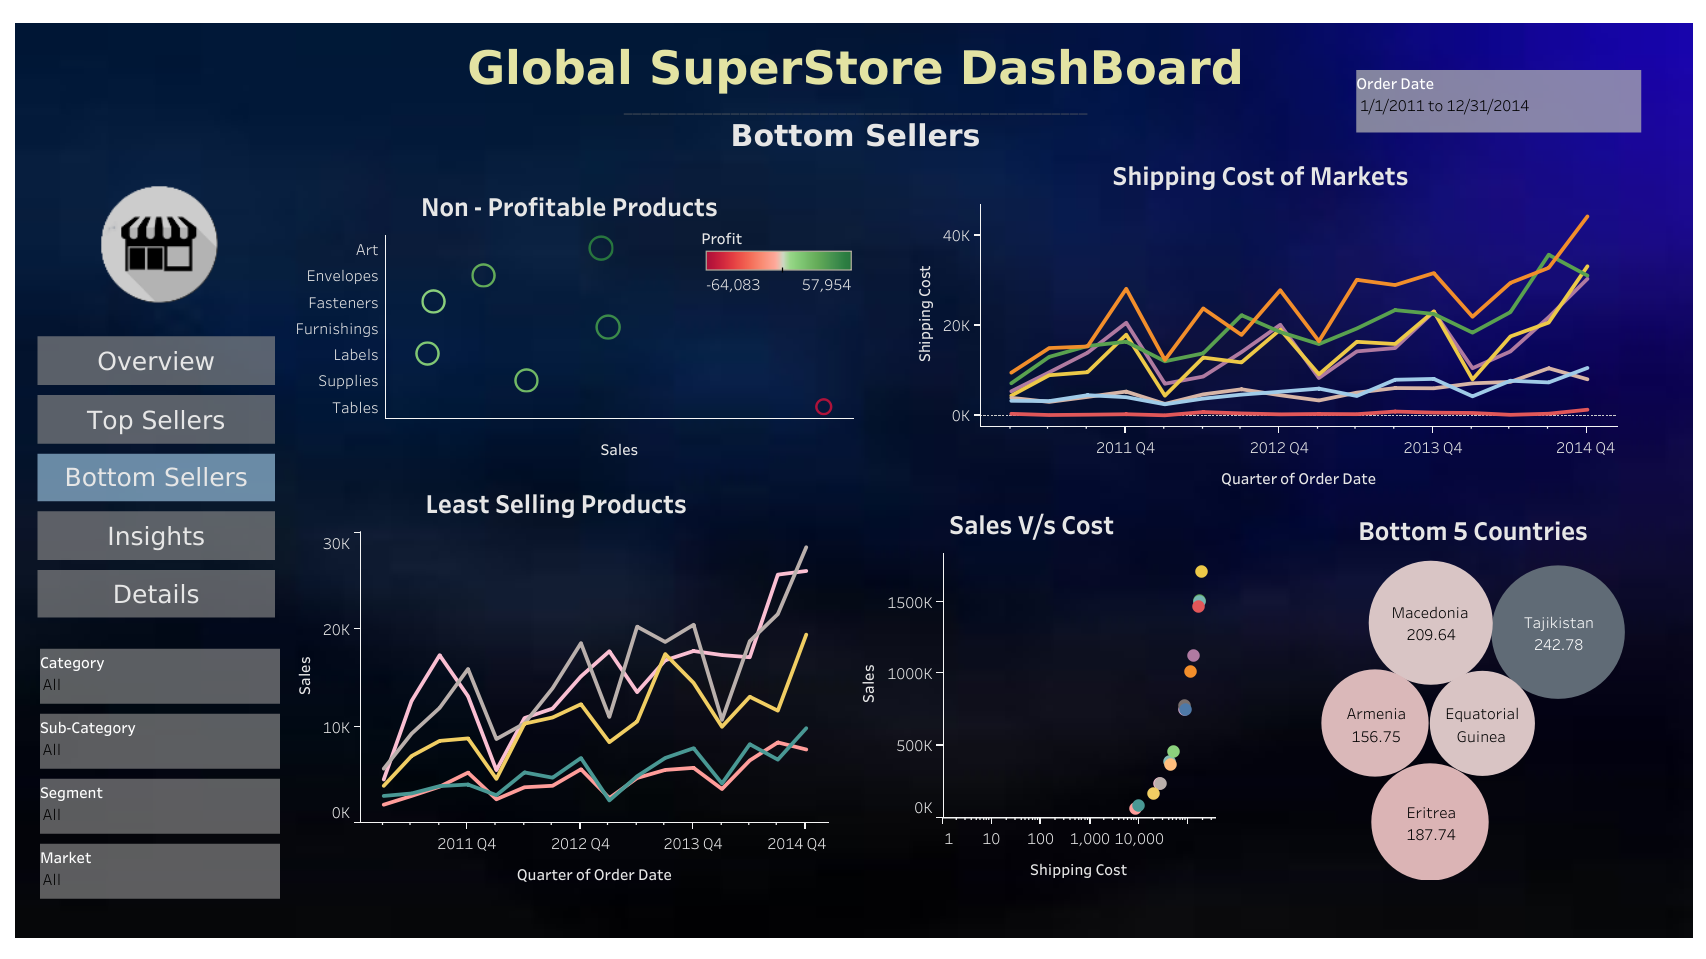 Global SuperStore DashBoard
Order Date
1/1/2011 to 12/31/2014
Bottom Sellers
Overview
Top Sellers
Bottom Sellers
Insights
Details
Category
All
Sub-Category
All
Segment
All
Market
All
Non - Profitable Products
Profit
-64,083 57,954
Art
Envelopes
Fasteners
Furnishings
Labels
Supplies
Tables
Sales
Shipping Cost of Markets
Shipping Cost
40K
20K
0K
2011 Q4 2012 Q4 2013 Q4 2014 Q4
Quarter of Order Date
Least Selling Products
Sales
30K
20K
10K
0K
2011 Q4 2012 Q4 2013 Q4 2014 Q4
Quarter of Order Date
Sales V/s Cost
Sales
1500K
1000K
500K
0K
1 10 100 1,000 10,000
Shipping Cost
Bottom 5 Countries
Macedonia
209.64
Tajikistan
242.78
Armenia
156.75
Equatorial
Guinea
Eritrea
187.74